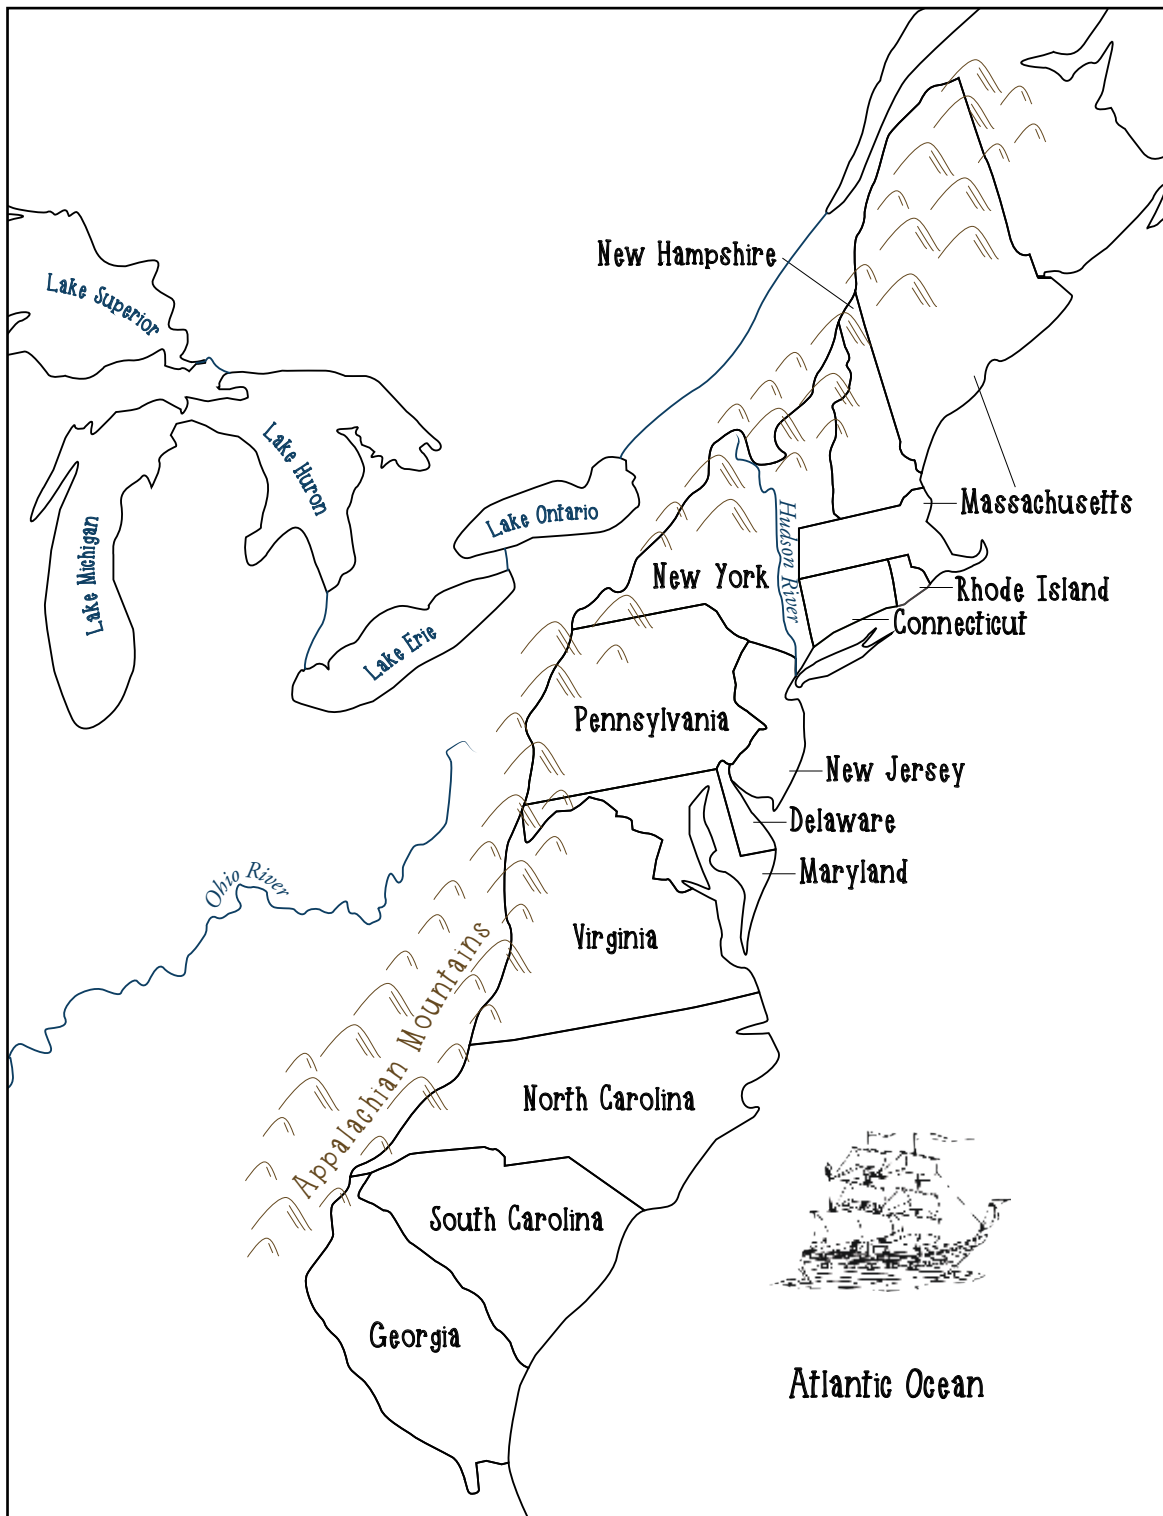 New Hampshire
Lake Superior
Lake Huron
Massachusetts
Lake Ontario
Lake Michigan
Hudson River
New York
Rhode Island
Connecticut
Lake Erie
Pennsylvania
New Jersey
Delaware
Maryland
Ohio River
Virginia
Appalachian Mountains
North Carolina
South Carolina
Georgia
Atlantic Ocean